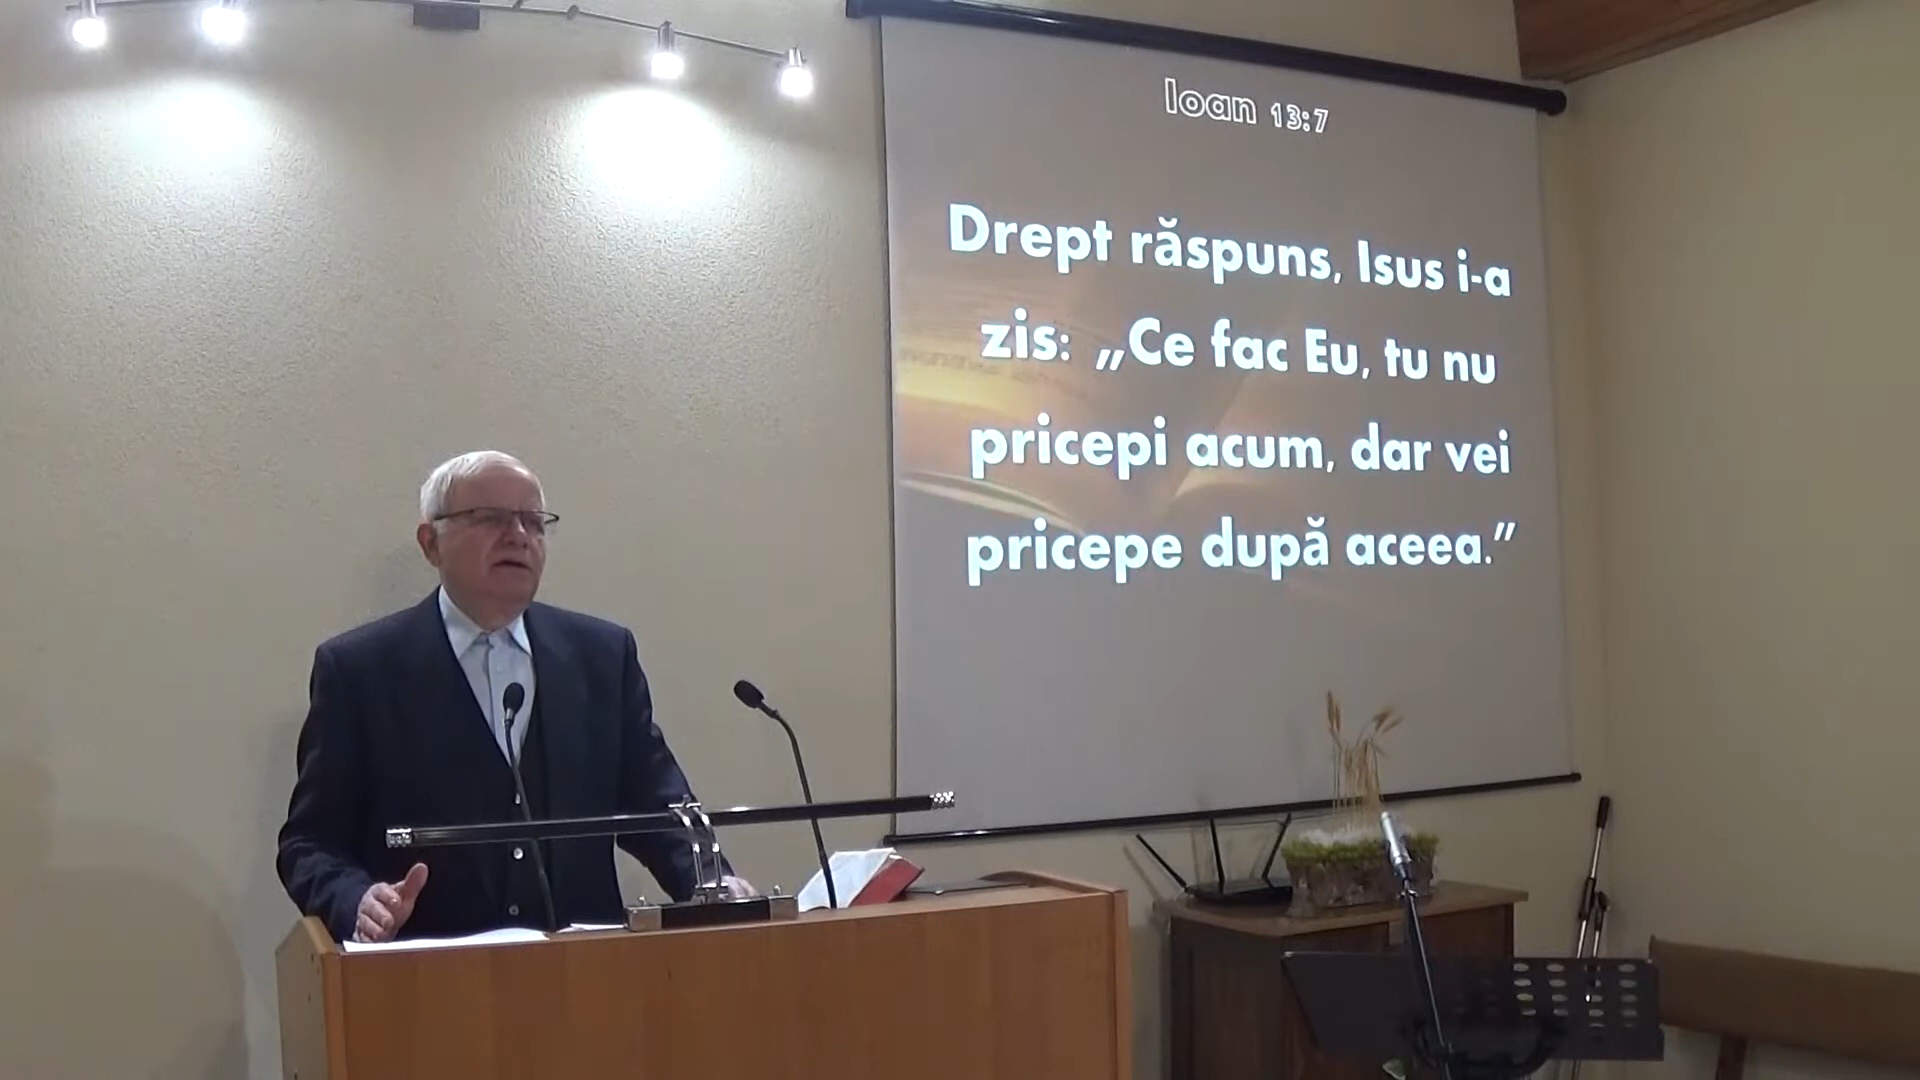 Ioan 13:7
Drept răspuns, Isus i-a
zis: „Ce fac Eu, tu nu
pricepi acum, dar vei
pricepe după aceea.”